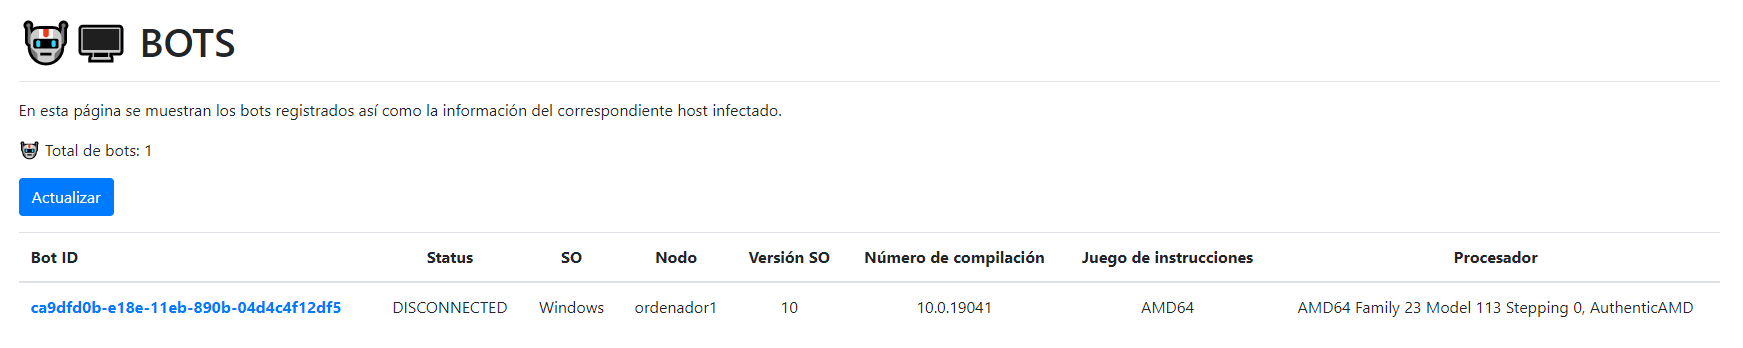 BOTS
En esta página se muestran los bots registrados así como la información del correspondiente host infectado.
Total de bots: 1
Actualizar
Bot ID Status SO Nodo Versión SO Número de compilación Juego de instrucciones Procesador
ca9dfd0b-e18e-11eb-890b-04d4c4f12df5 DISCONNECTED Windows ordenador1 10 10.0.19041 AMD64 AMD64 Family 23 Model 113 Stepping 0, AuthenticAMD